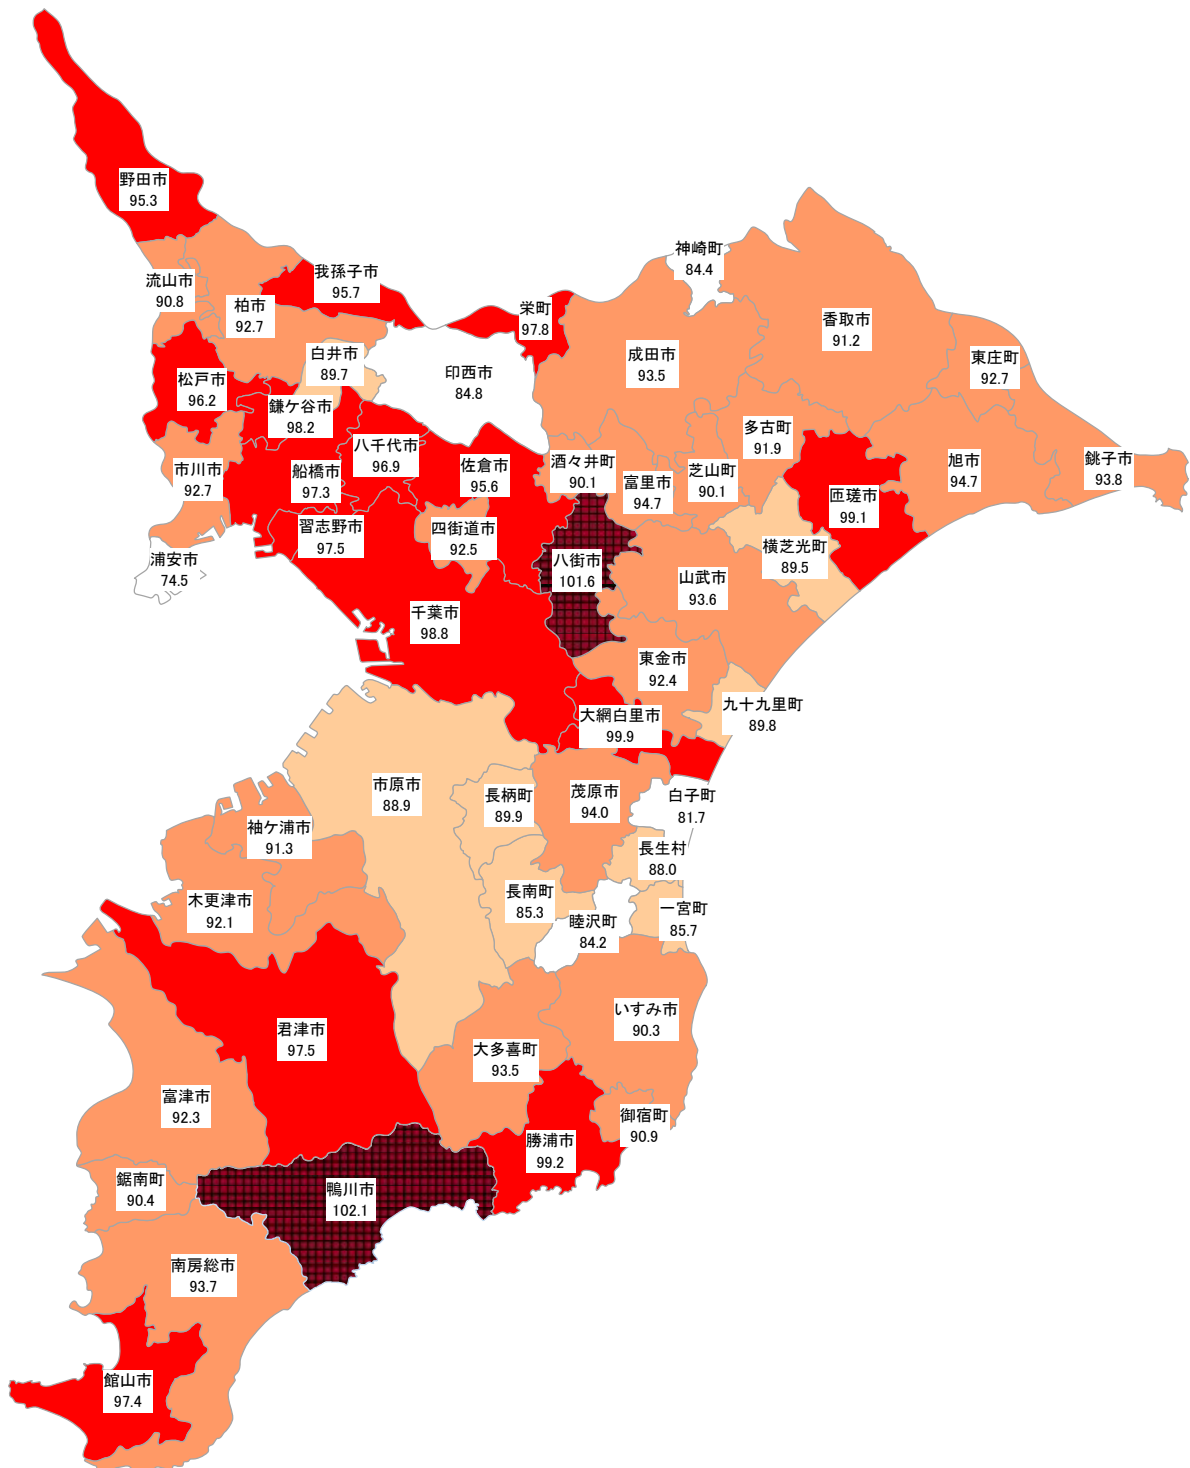 野田市
95.3
流山市
90.8
柏市
92.7
我孫子市
95.7
栄町
97.8
神崎町
84.4
香取市
91.2
東庄町
92.7
成田市
93.5
白井市
89.7
印西市
84.8
松戸市
96.2
鎌ケ谷市
98.2
八千代市
96.9
佐倉市
95.6
酒々井町
90.1
富里市
94.7
芝山町
90.1
多古町
91.9
旭市
94.7
銚子市
93.8
匝瑳市
99.1
市川市
92.7
船橋市
97.3
習志野市
97.5
四街道市
92.5
浦安市
74.5
八街市
101.6
山武市
93.6
横芝光町
89.5
千葉市
98.8
東金市
92.4
九十九里町
89.8
大網白里市
99.9
市原市
88.9
長柄町
89.9
茂原市
94.0
白子町
81.7
袖ケ浦市
91.3
長生村
88.0
木更津市
92.1
長南町
85.3
睦沢町
84.2
一宮町
85.7
君津市
97.5
大多喜町
93.5
いすみ市
90.3
富津市
92.3
勝浦市
99.2
御宿町
90.9
鋸南町
90.4
鴨川市
102.1
南房総市
93.7
館山市
97.4